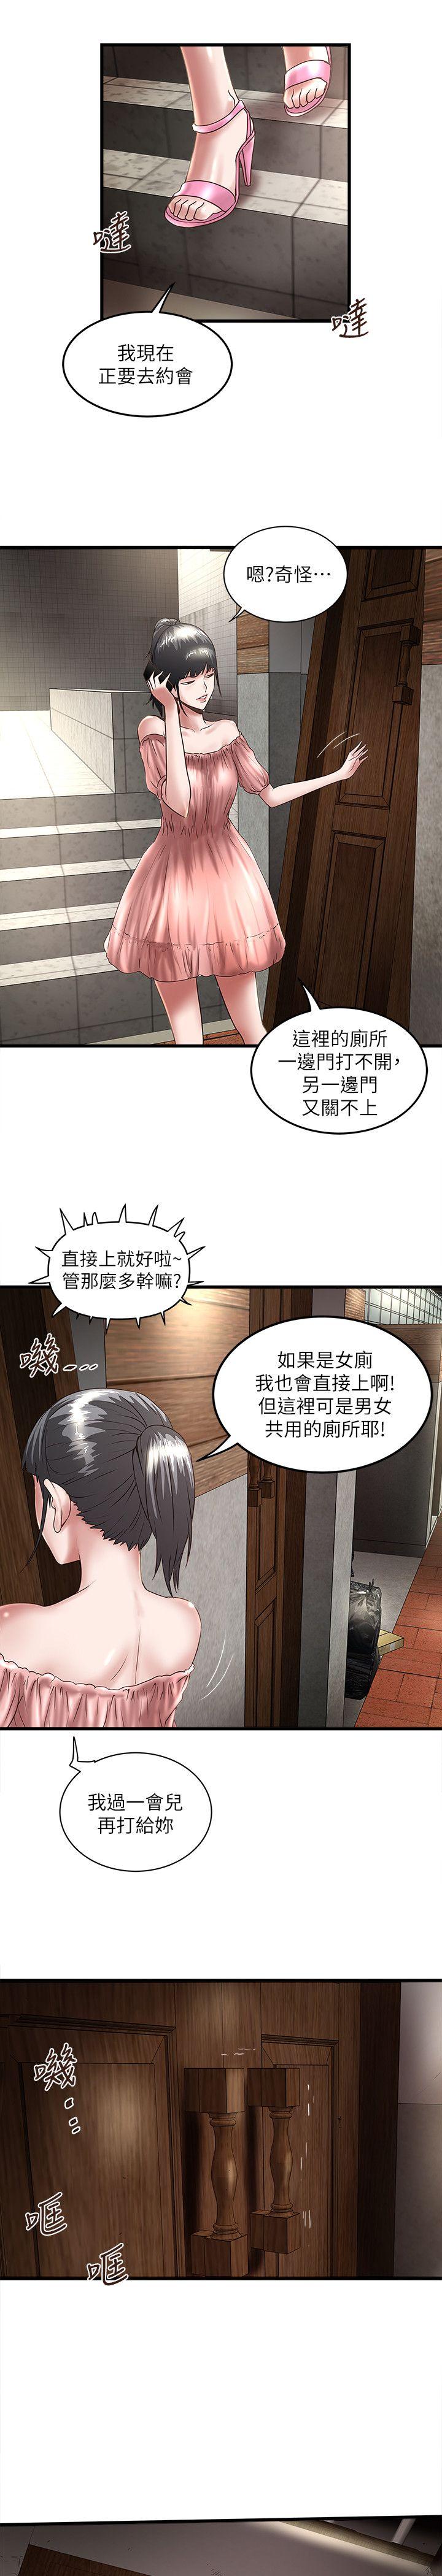 噠
噠
我現在
正要去約會
嗯?奇怪…
這裡的廁所
一邊門打不開,
另一邊門
又關不上
直接上就好啦~
管那麼多幹嘛?
嘰…
如果是女廁
我也會直接上啊!
但這裡可是男女
共用的廁所耶!
我過一會兒
再打給妳
嘰…
哐
哐